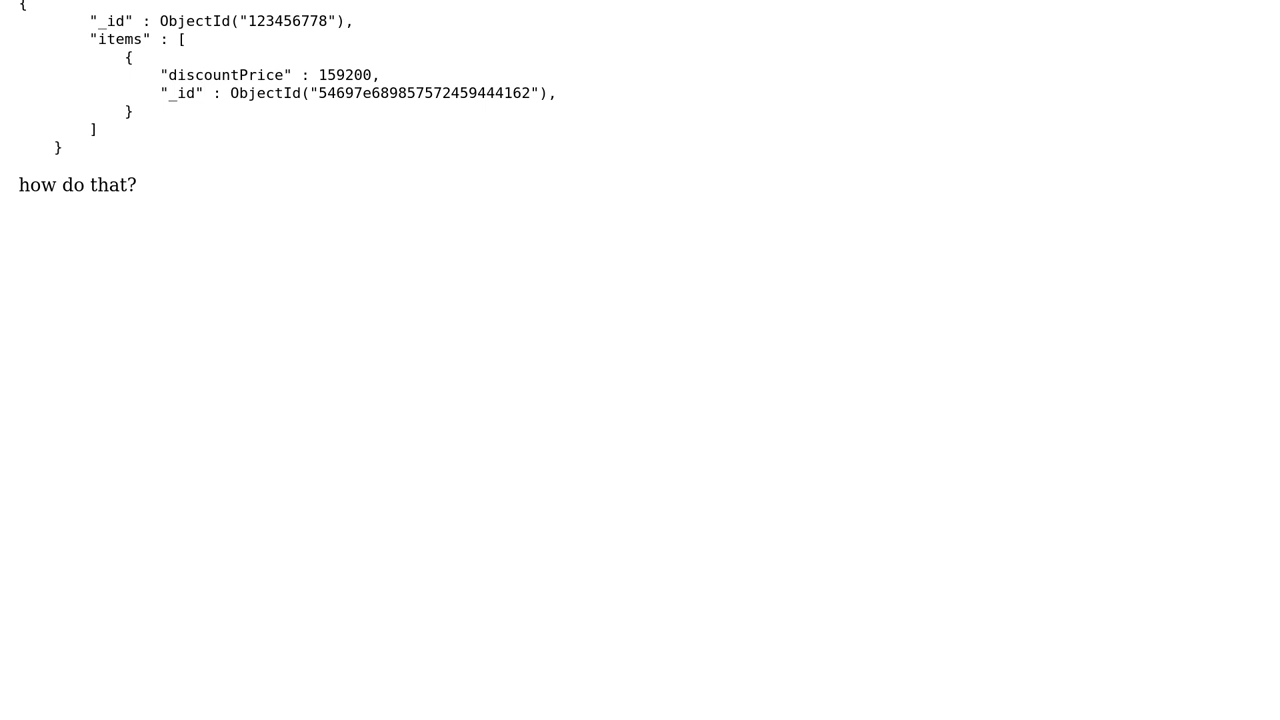 {
"_id" : ObjectId("123456778"),
"items" : [
{
"discountPrice" : 159200,
"_id" : ObjectId("54697e689857572459444162"),
}
]
}
how do that?